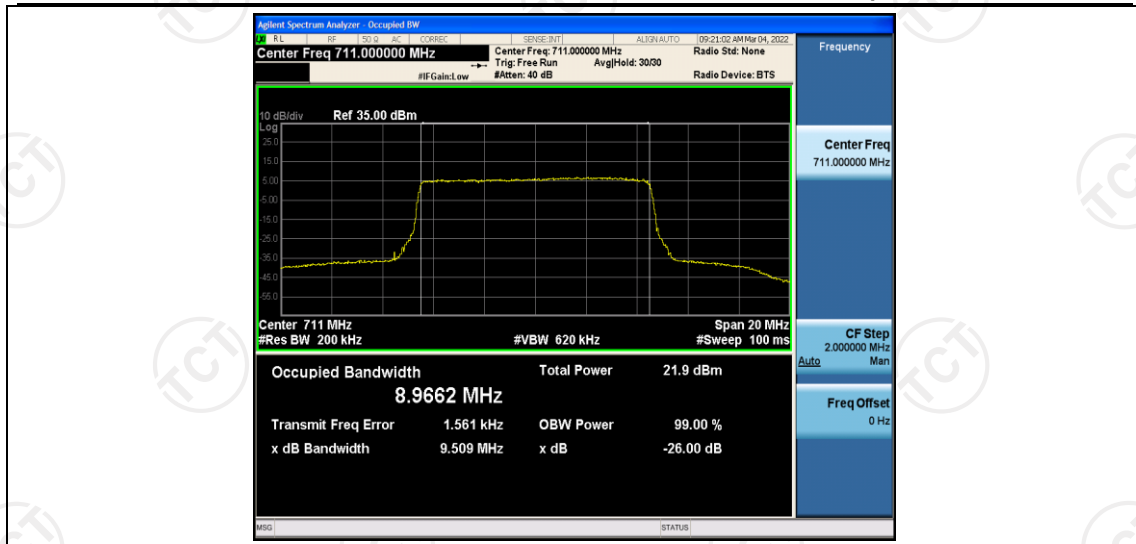 Agilent Spectrum Analyzer - Occupied BW
RL RF 50 Ω AC CORREC SENSE:INT ALIGN AUTO 09:21:02 AM Mar 04, 2022
Center Freq 711.000000 MHz Center Freq: 711.000000 MHz Radio Std: None Frequency
Trig: Free Run Avg|Hold: 30/30
#IFGain:Low #Atten: 40 dB Radio Device: BTS
10 dB/div Ref 35.00 dBm
Log
25.0
15.0
5.00
-5.00
-15.0
-25.0
-35.0
-45.0
-55.0
Center Freq
711.000000 MHz
Center 711 MHz Span 20 MHz
#Res BW 200 kHz #VBW 620 kHz #Sweep 100 ms
CF Step
2.000000 MHz
Auto Man
Occupied Bandwidth Total Power 21.9 dBm
8.9662 MHz
Freq Offset
0 Hz
Transmit Freq Error 1.561 kHz OBW Power 99.00 %
x dB Bandwidth 9.509 MHz x dB -26.00 dB
MSG STATUS
TCT
TCT
TCT
TCT
TCT
TCT